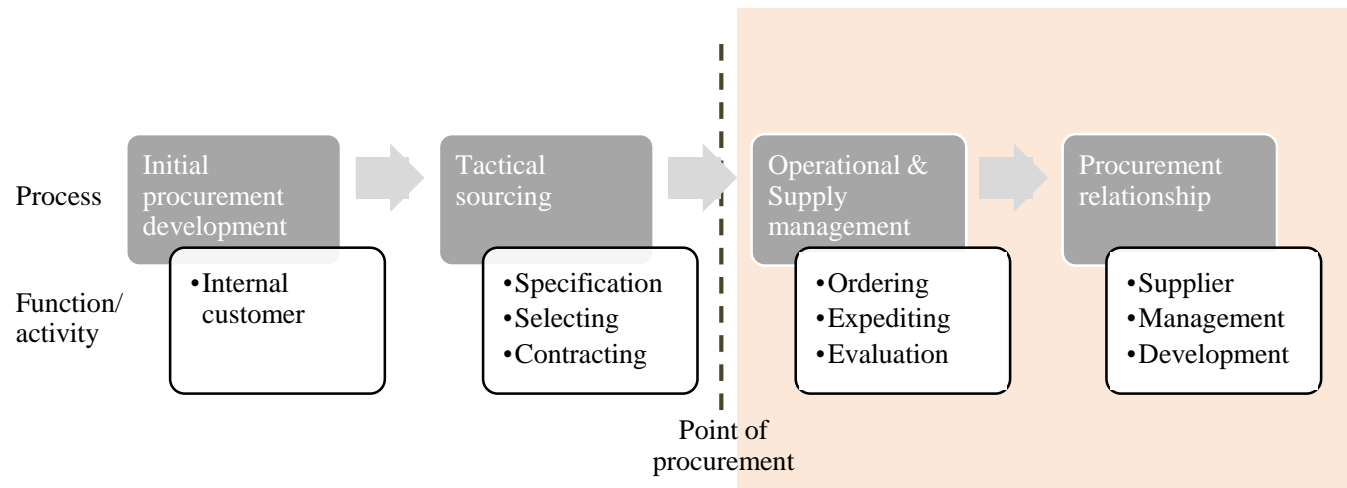 Process
Initial
procurement
development
Tactical
sourcing
Operational &
Supply
management
Procurement
relationship
Function/
activity
•Internal
customer
•Specification
•Selecting
•Contracting
•Ordering
•Expediting
•Evaluation
•Supplier
•Management
•Development
Point of
procurement